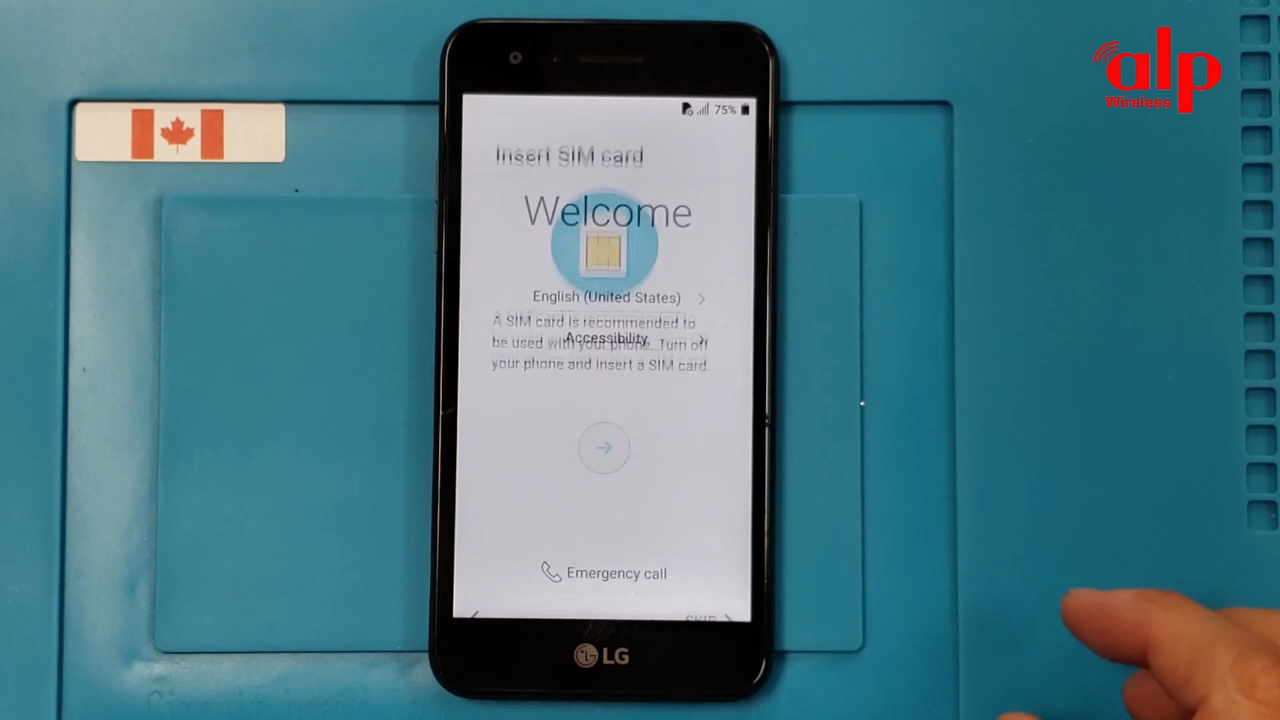 alp
Wireless
75%
Insert SIM card
Welcome
English (United States)
A SIM card is recommended to
Accessibility
be used with your phone. Turn off
your phone and insert a SIM card.
Emergency call
SKIP
LG